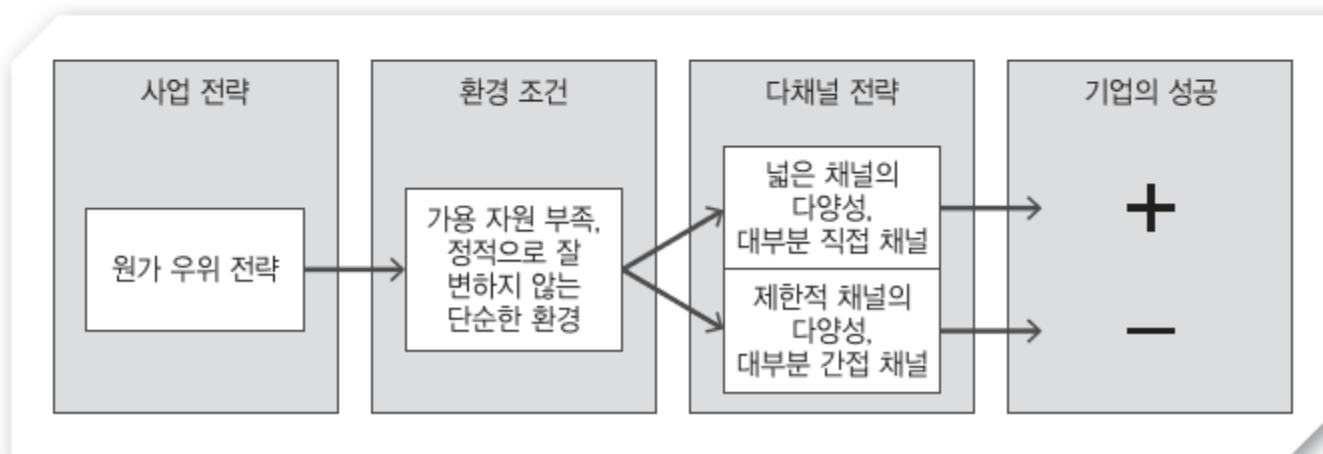 사업 전략
원가 우위 전략
환경 조건
가용 자원 부족,
정적으로 잘
변하지 않는
단순한 환경
다채널 전략
넓은 채널의
다양성,
대부분 직접 채널
제한적 채널의
다양성,
대부분 간접 채널
기업의 성공
+
−